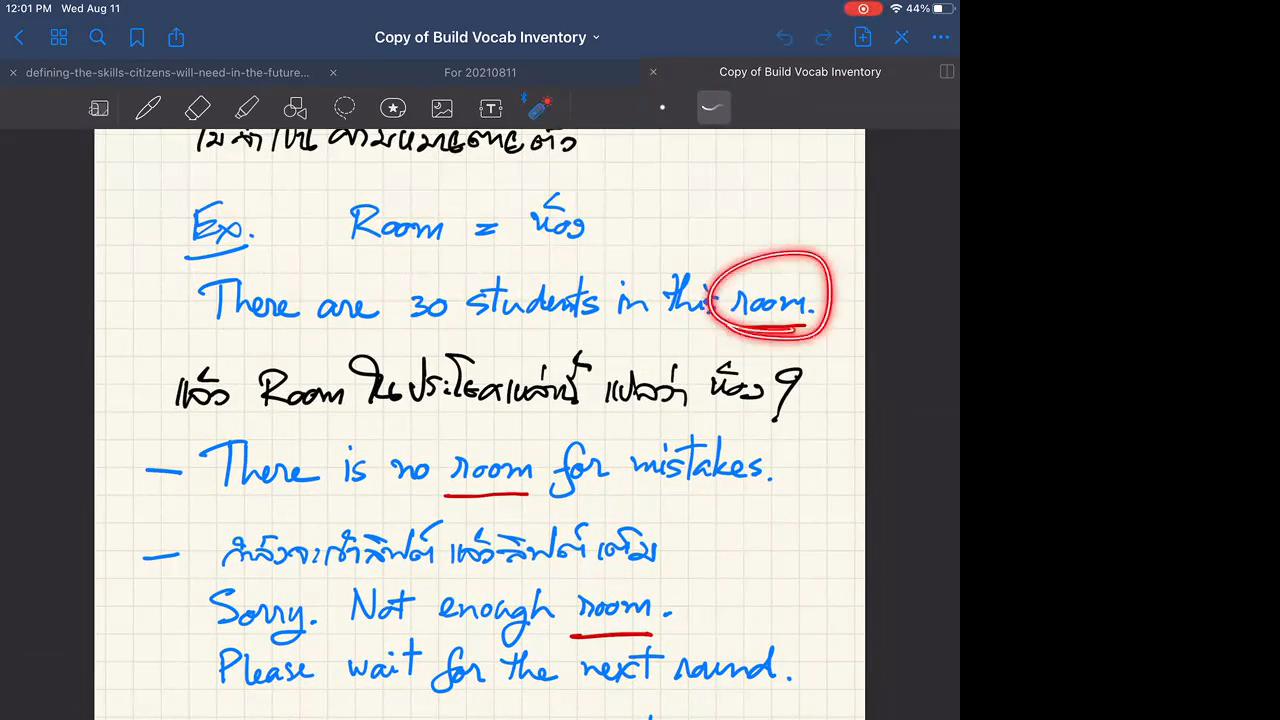 12:01 PM Wed Aug 11 44%
Copy of Build Vocab Inventory
defining-the-skills-citizens-will-need-in-the-future... For 20210811 Copy of Build Vocab Inventory
Ex. Room = ห้อง
There are 30 students in this room.
แล้ว Room ในประโยคเหล่านี้ แปลว่า ห้อง ?
— There is no room for mistakes.
— กำลังจะเข้าลิฟต์ แล้วลิฟต์เต็ม
Sorry. Not enough room.
Please wait for the next round.